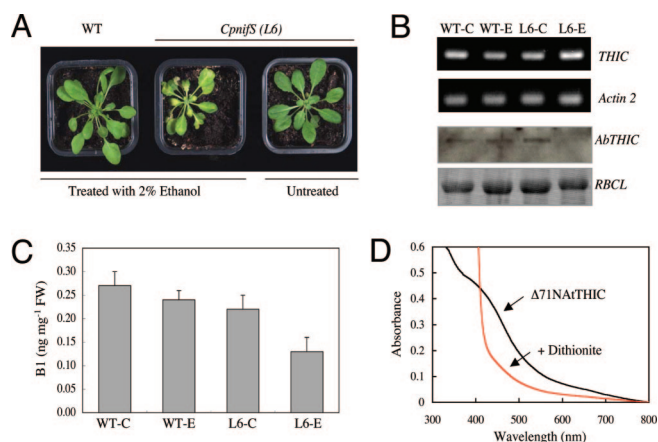 A
WT
CpnifS (L6)
Treated with 2% Ethanol
Untreated
B
WT-C WT-E L6-C L6-E
THIC
Actin 2
AbTHIC
RBCL
C
B1 (ng mg⁻¹ FW)
0.35
0.30
0.25
0.20
0.15
0.10
0.05
0.00
WT-C WT-E L6-C L6-E
D
Absorbance
0.6
0.5
0.4
0.3
0.2
0.1
0
Δ71NAtTHIC
+ Dithionite
300 400 500 600 700 800
Wavelength (nm)